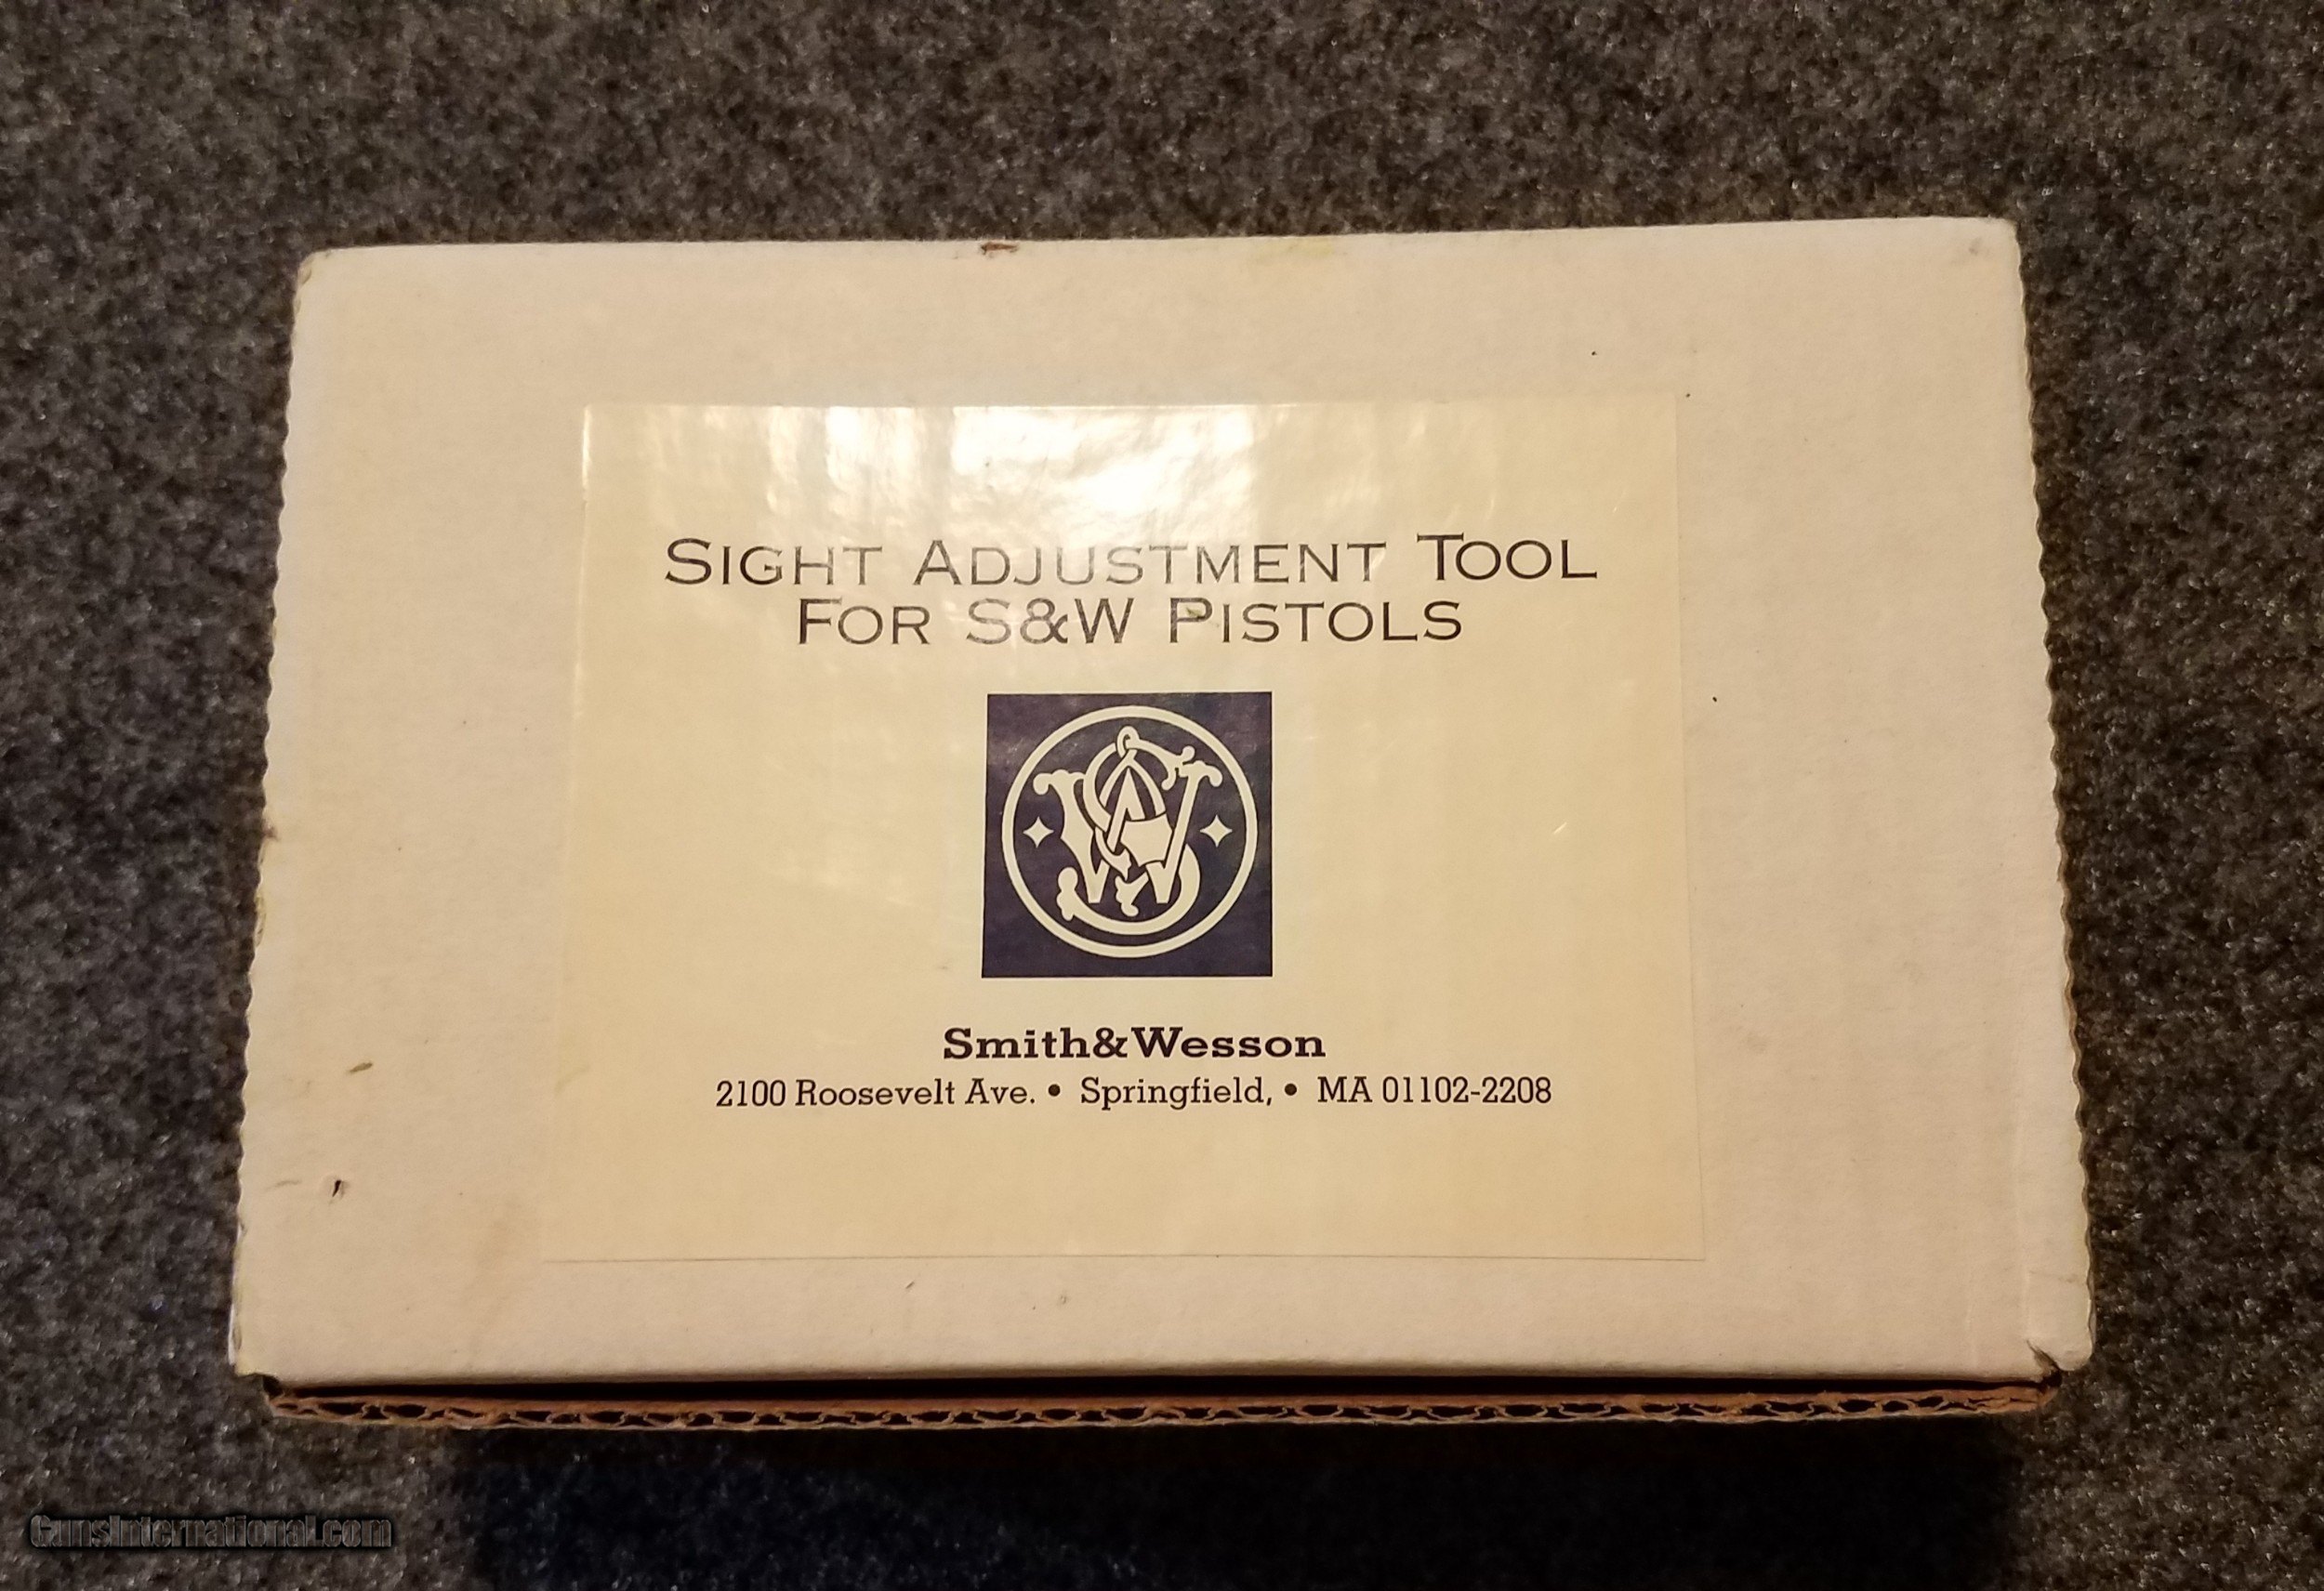 SIGHT ADJUSTMENT TOOL
FOR S&W PISTOLS
Smith&Wesson
2100 Roosevelt Ave. • Springfield, • MA 01102-2208
GunsInternational.com